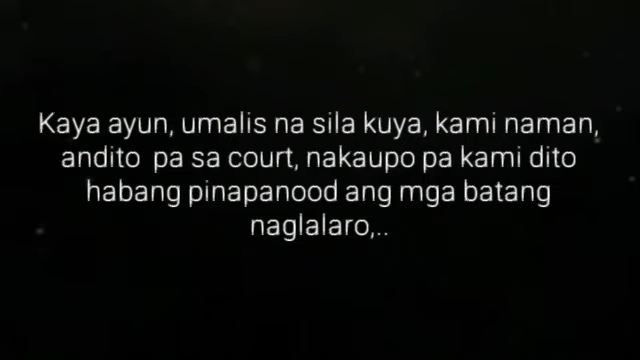 Kaya ayun, umalis na sila kuya, kami naman,
andito  pa sa court, nakaupo pa kami dito
habang pinapanood ang mga batang
naglalaro,..